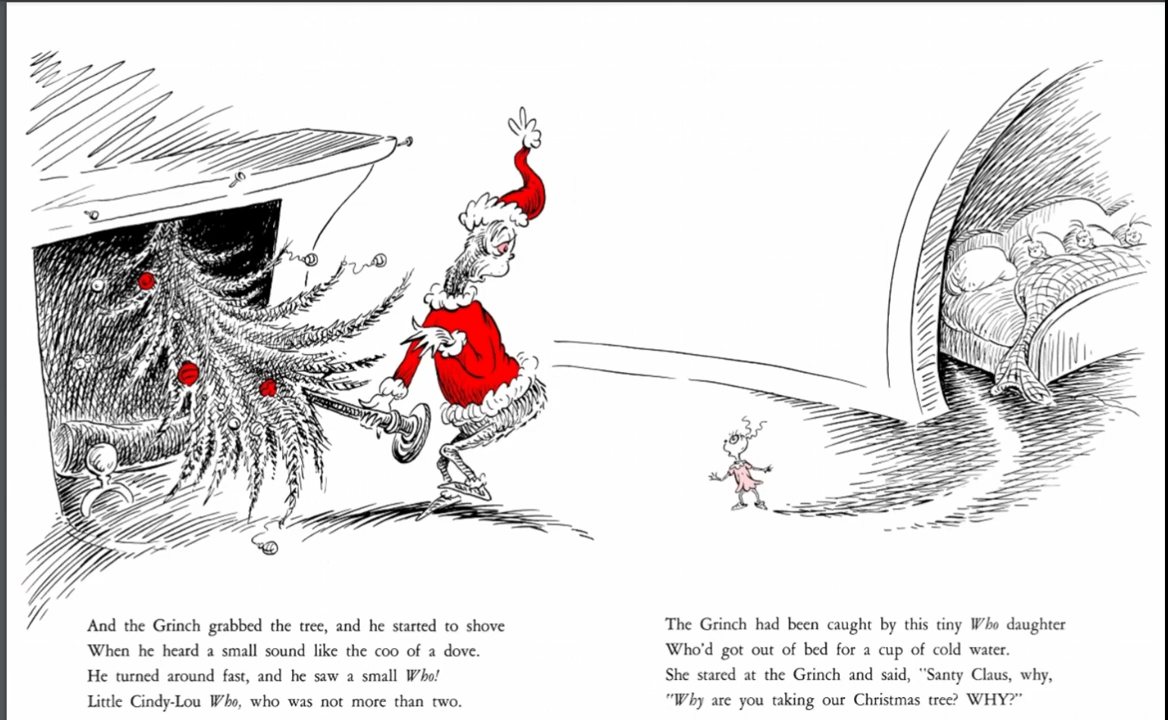 And the Grinch grabbed the tree, and he started to shove
When he heard a small sound like the coo of a dove.
He turned around fast, and he saw a small Who!
Little Cindy-Lou Who, who was not more than two.
The Grinch had been caught by this tiny Who daughter
Who'd got out of bed for a cup of cold water.
She stared at the Grinch and said, "Santy Claus, why,
"Why are you taking our Christmas tree? WHY?"